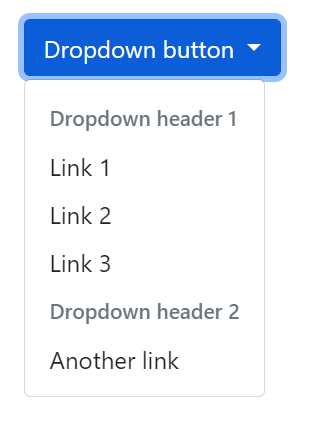 Dropdown button
Dropdown header 1
Link 1
Link 2
Link 3
Dropdown header 2
Another link